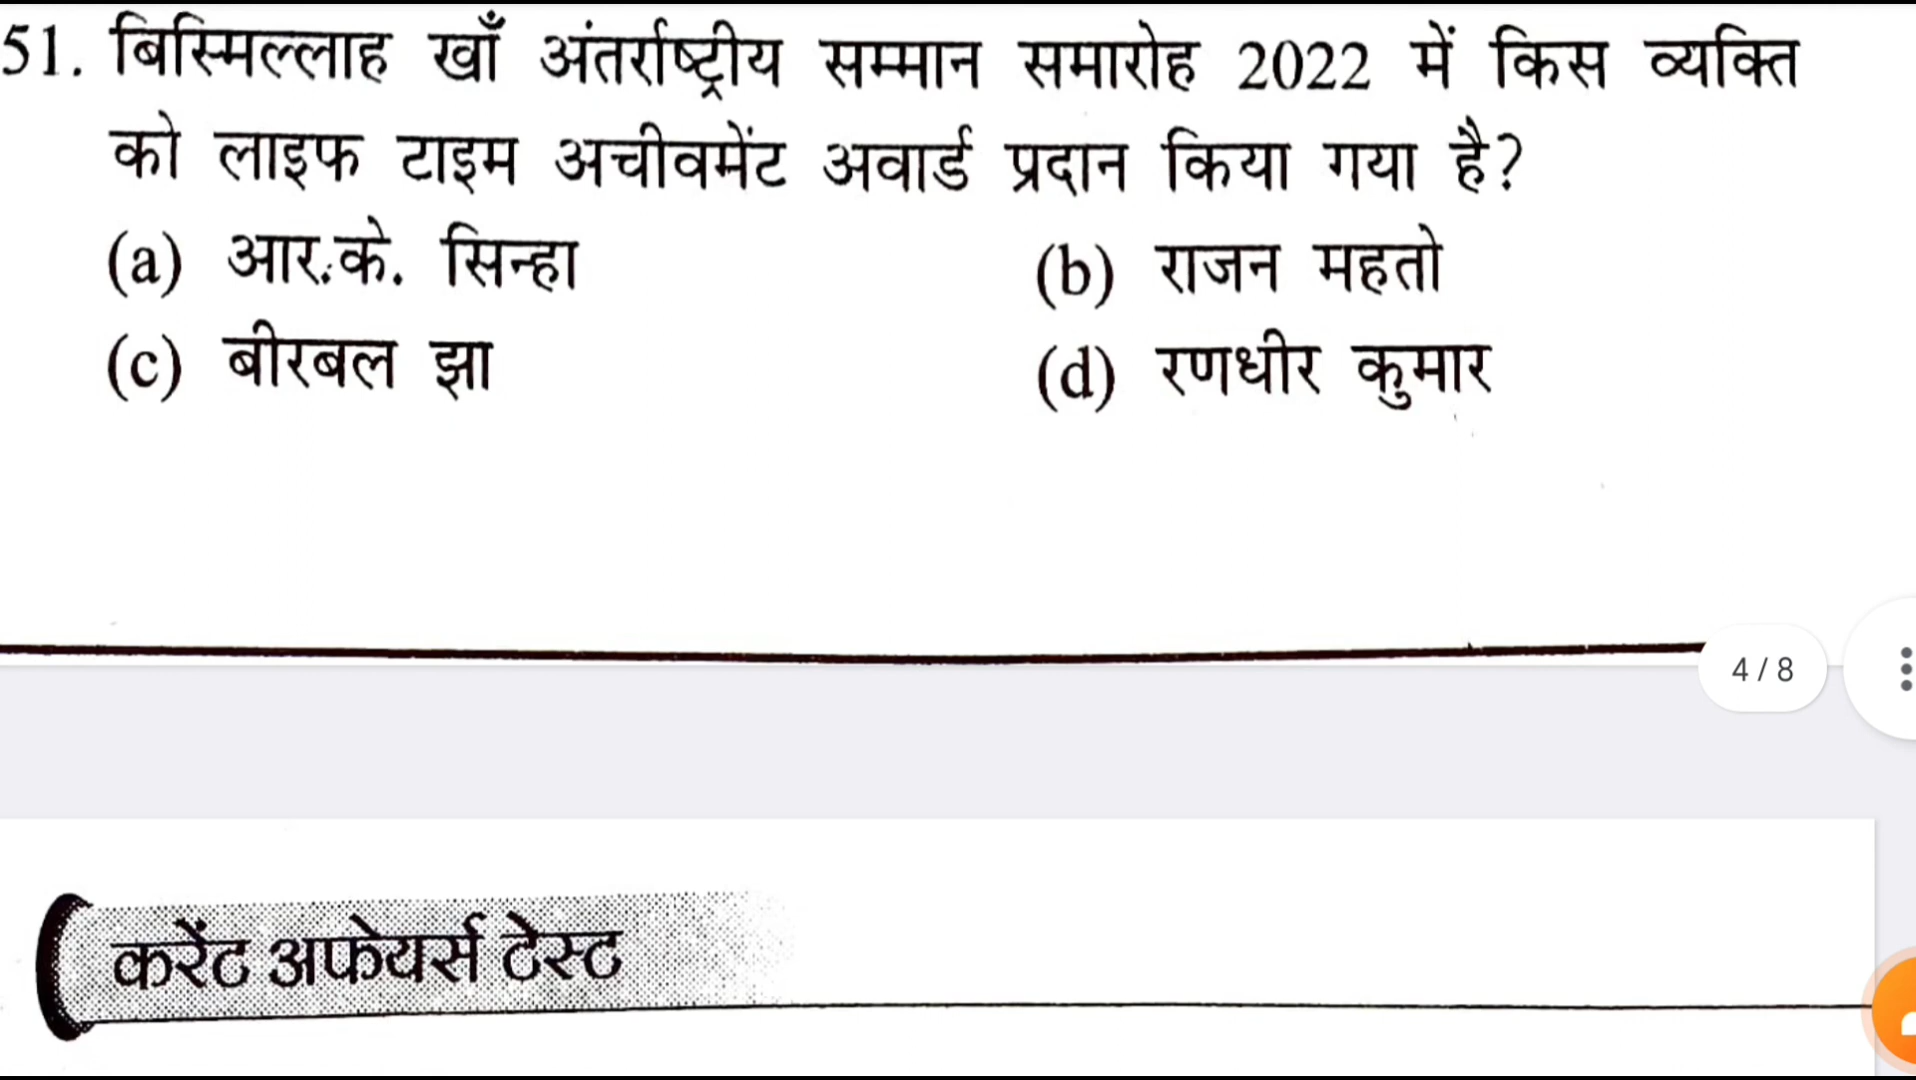 51. बिस्मिल्लाह खाँ अंतर्राष्ट्रीय सम्मान समारोह 2022 में किस व्यक्ति
को लाइफ टाइम अचीवमेंट अवार्ड प्रदान किया गया है?
(a) आर.के. सिन्हा (b) राजन महतो
(c) बीरबल झा (d) रणधीर कुमार
4 / 8
करेंट अफेयर्स टेस्ट